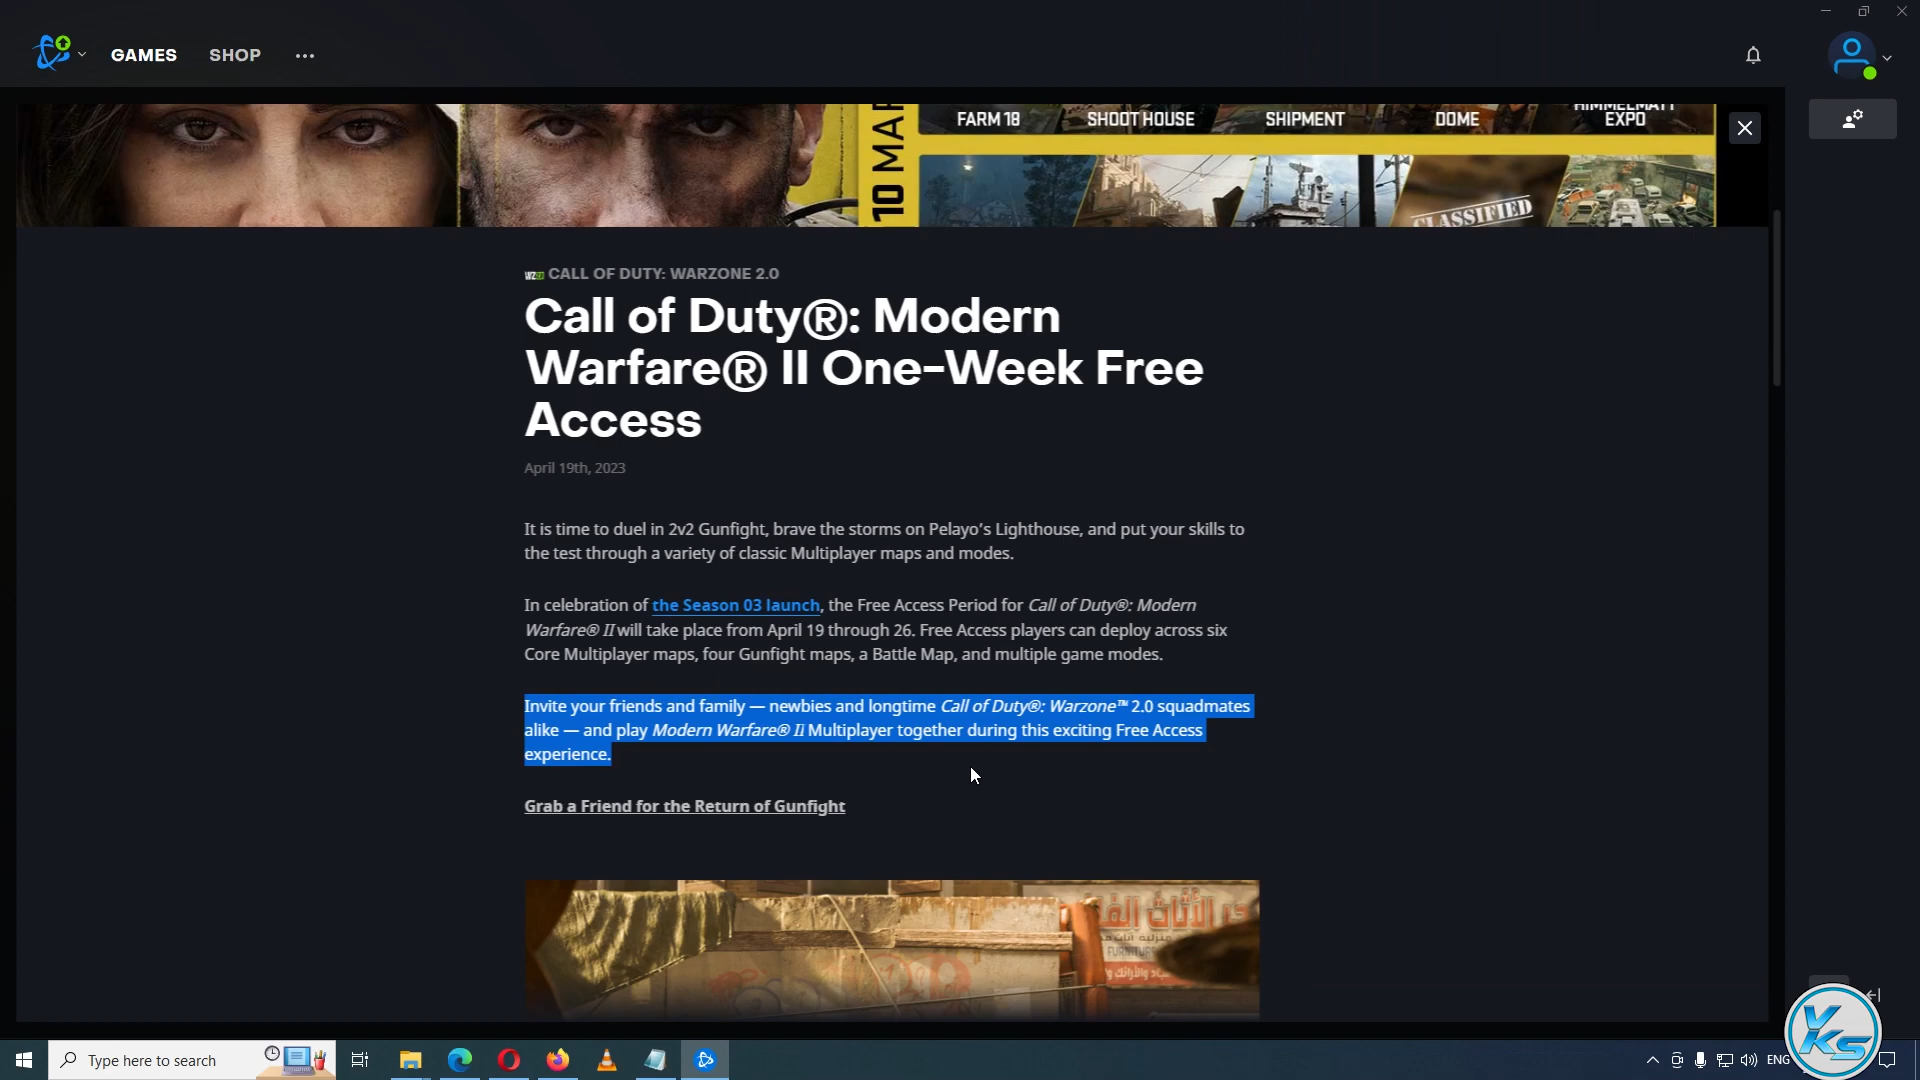 GAMES
SHOP
10 MAR
FARM 18
SHOOT HOUSE
SHIPMENT
DOME
HIMMELMATT
EXPO
CLASSIFIED
CALL OF DUTY: WARZONE 2.0
Call of Duty®: Modern
Warfare® II One-Week Free
Access
April 19th, 2023
It is time to duel in 2v2 Gunfight, brave the storms on Pelayo's Lighthouse, and put your skills to
the test through a variety of classic Multiplayer maps and modes.
In celebration of the Season 03 launch, the Free Access Period for Call of Duty®: Modern
Warfare® II will take place from April 19 through 26. Free Access players can deploy across six
Core Multiplayer maps, four Gunfight maps, a Battle Map, and multiple game modes.
Invite your friends and family — newbies and longtime Call of Duty®: Warzone™ 2.0 squadmates
alike — and play Modern Warfare® II Multiplayer together during this exciting Free Access
experience.
Grab a Friend for the Return of Gunfight
Type here to search
ENG
YKS